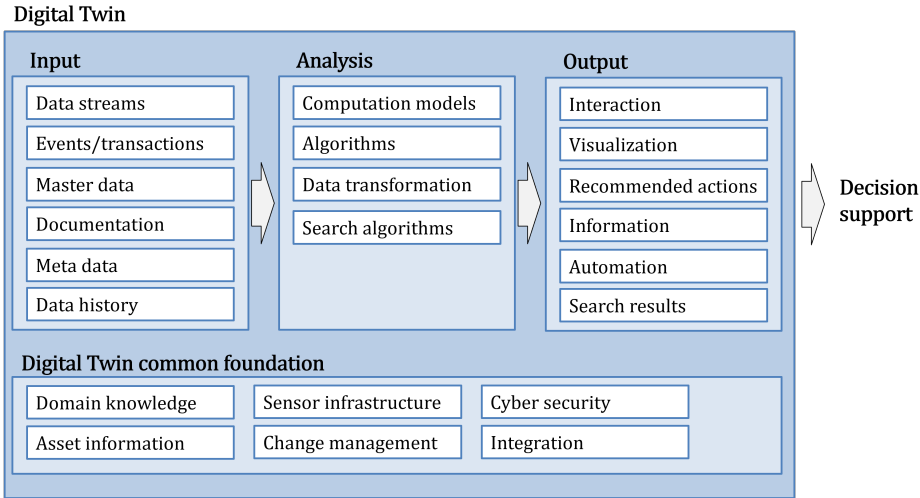 Digital Twin
Input
Data streams
Events/transactions
Master data
Documentation
Meta data
Data history
Analysis
Computation models
Algorithms
Data transformation
Search algorithms
Output
Interaction
Visualization
Recommended actions
Information
Automation
Search results
Decision
support
Digital Twin common foundation
Domain knowledge
Sensor infrastructure
Cyber security
Asset information
Change management
Integration